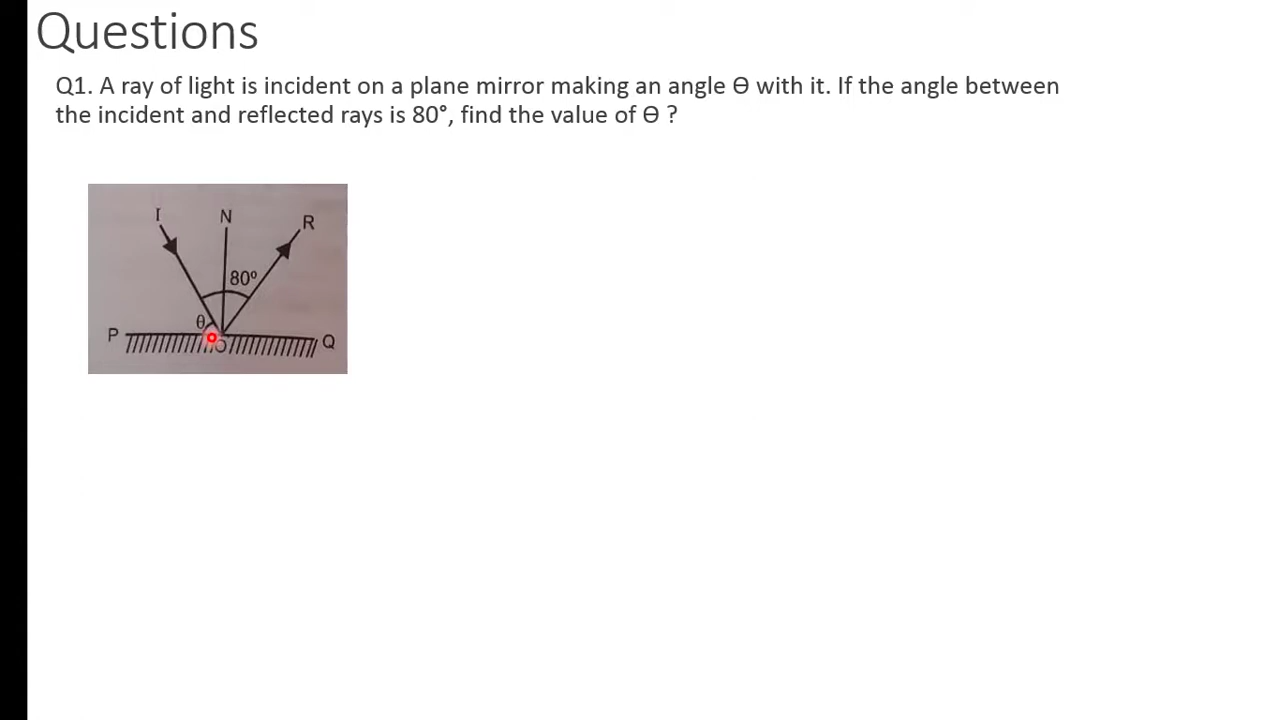 Questions
Q1. A ray of light is incident on a plane mirror making an angle Ɵ with it. If the angle between
the incident and reflected rays is 80°, find the value of Ɵ ?
I N R
80º
θ
P O Q